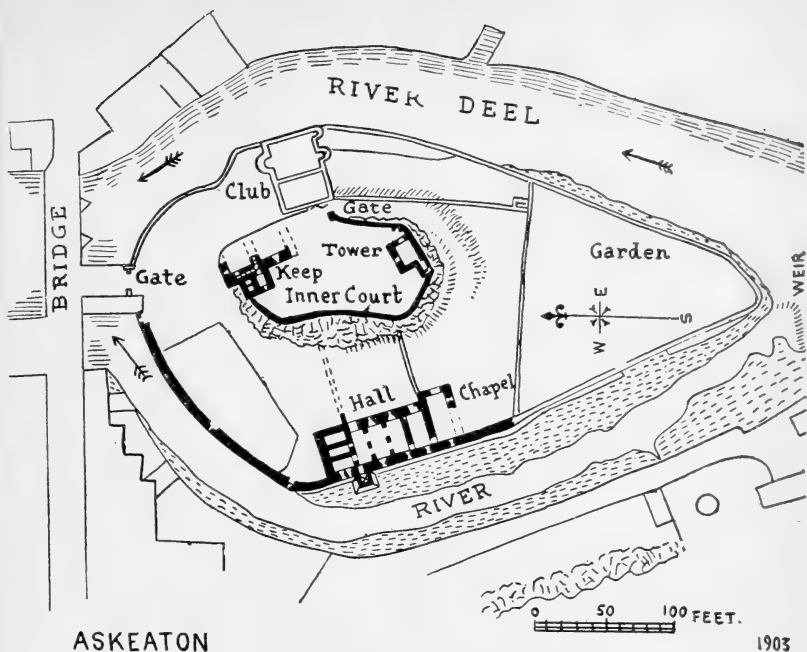 RIVER DEEL
Club
Gate
BRIDGE
Gate
Tower
Keep
Inner Court
Garden
WEIR
E
S
W
Hall
Chapel
RIVER
0 50 100 FEET.
ASKEATON
1903